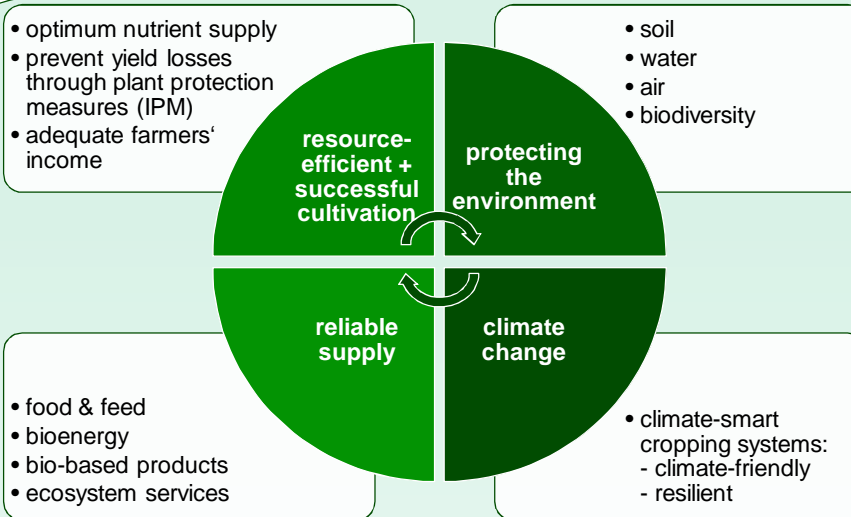 • optimum nutrient supply
• prevent yield losses
through plant protection
measures (IPM)
• adequate farmers‘
income
• soil
• water
• air
• biodiversity
resource-
efficient +
successful
cultivation
protecting
the
environment
reliable
supply
climate
change
• food & feed
• bioenergy
• bio-based products
• ecosystem services
• climate-smart
cropping systems:
- climate-friendly
- resilient